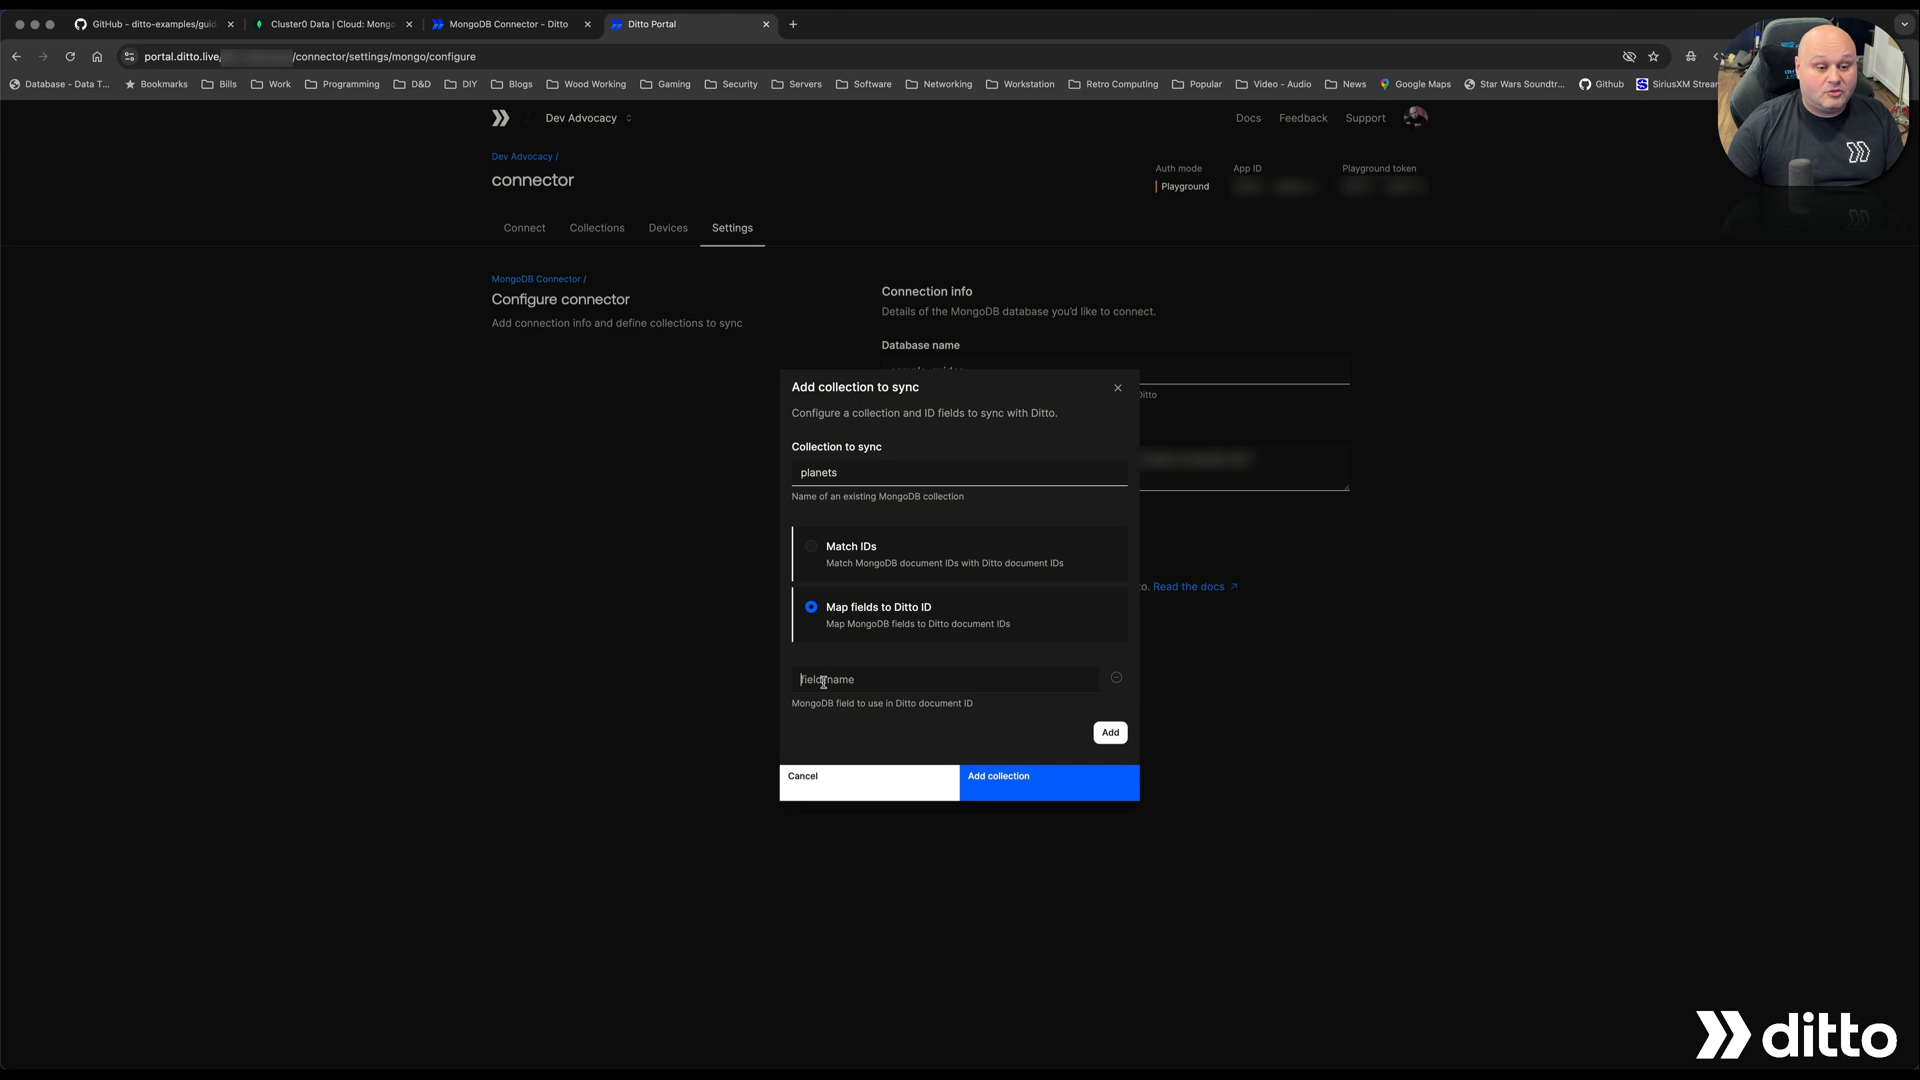 GitHub - ditto-examples/guid
Cluster0 Data | Cloud: Mongo
MongoDB Connector - Ditto
Ditto Portal
portal.ditto.live/
/connector/settings/mongo/configure
Database - Data T...
Bookmarks
Bills
Work
Programming
D&D
DIY
Blogs
Wood Working
Gaming
Security
Servers
Software
Networking
Workstation
Retro Computing
Popular
Video - Audio
News
Google Maps
Star Wars Soundtr...
Github
SiriusXM Strear
Dev Advocacy
Docs
Feedback
Support
Dev Advocacy /
connector
Auth mode
App ID
Playground token
Playground
Connect
Collections
Devices
Settings
MongoDB Connector /
Configure connector
Add connection info and define collections to sync
Connection info
Details of the MongoDB database you'd like to connect.
Database name
Ditto
Add collection to sync
Configure a collection and ID fields to sync with Ditto.
Collection to sync
planets
Name of an existing MongoDB collection
Match IDs
Match MongoDB document IDs with Ditto document IDs
to. Read the docs
Map fields to Ditto ID
Map MongoDB fields to Ditto document IDs
name
MongoDB field to use in Ditto document ID
Add
Cancel
Add collection
ditto